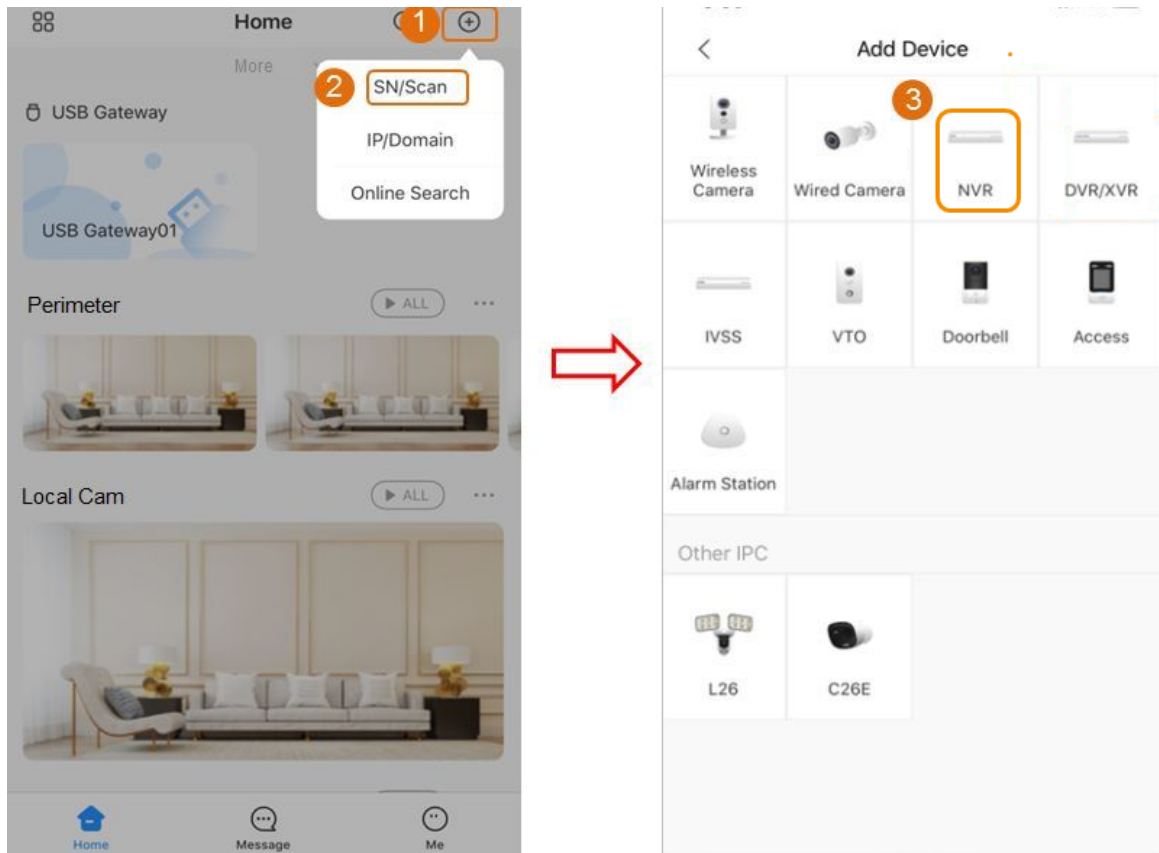 Home
1
More
2
SN/Scan
IP/Domain
Online Search
USB Gateway
USB Gateway01
Perimeter
ALL
Local Cam
ALL
Home
Message
Me
Add Device
3
Wireless
Camera
Wired Camera
NVR
DVR/XVR
IVSS
VTO
Doorbell
Access
Alarm Station
Other IPC
L26
C26E